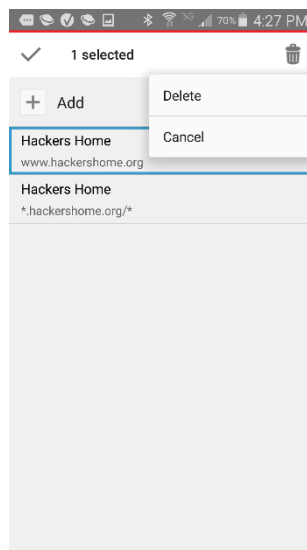 70% 4:27 PM
1 selected
Delete
Cancel
Add
Hackers Home
www.hackershome.org
Hackers Home
*.hackershome.org/*